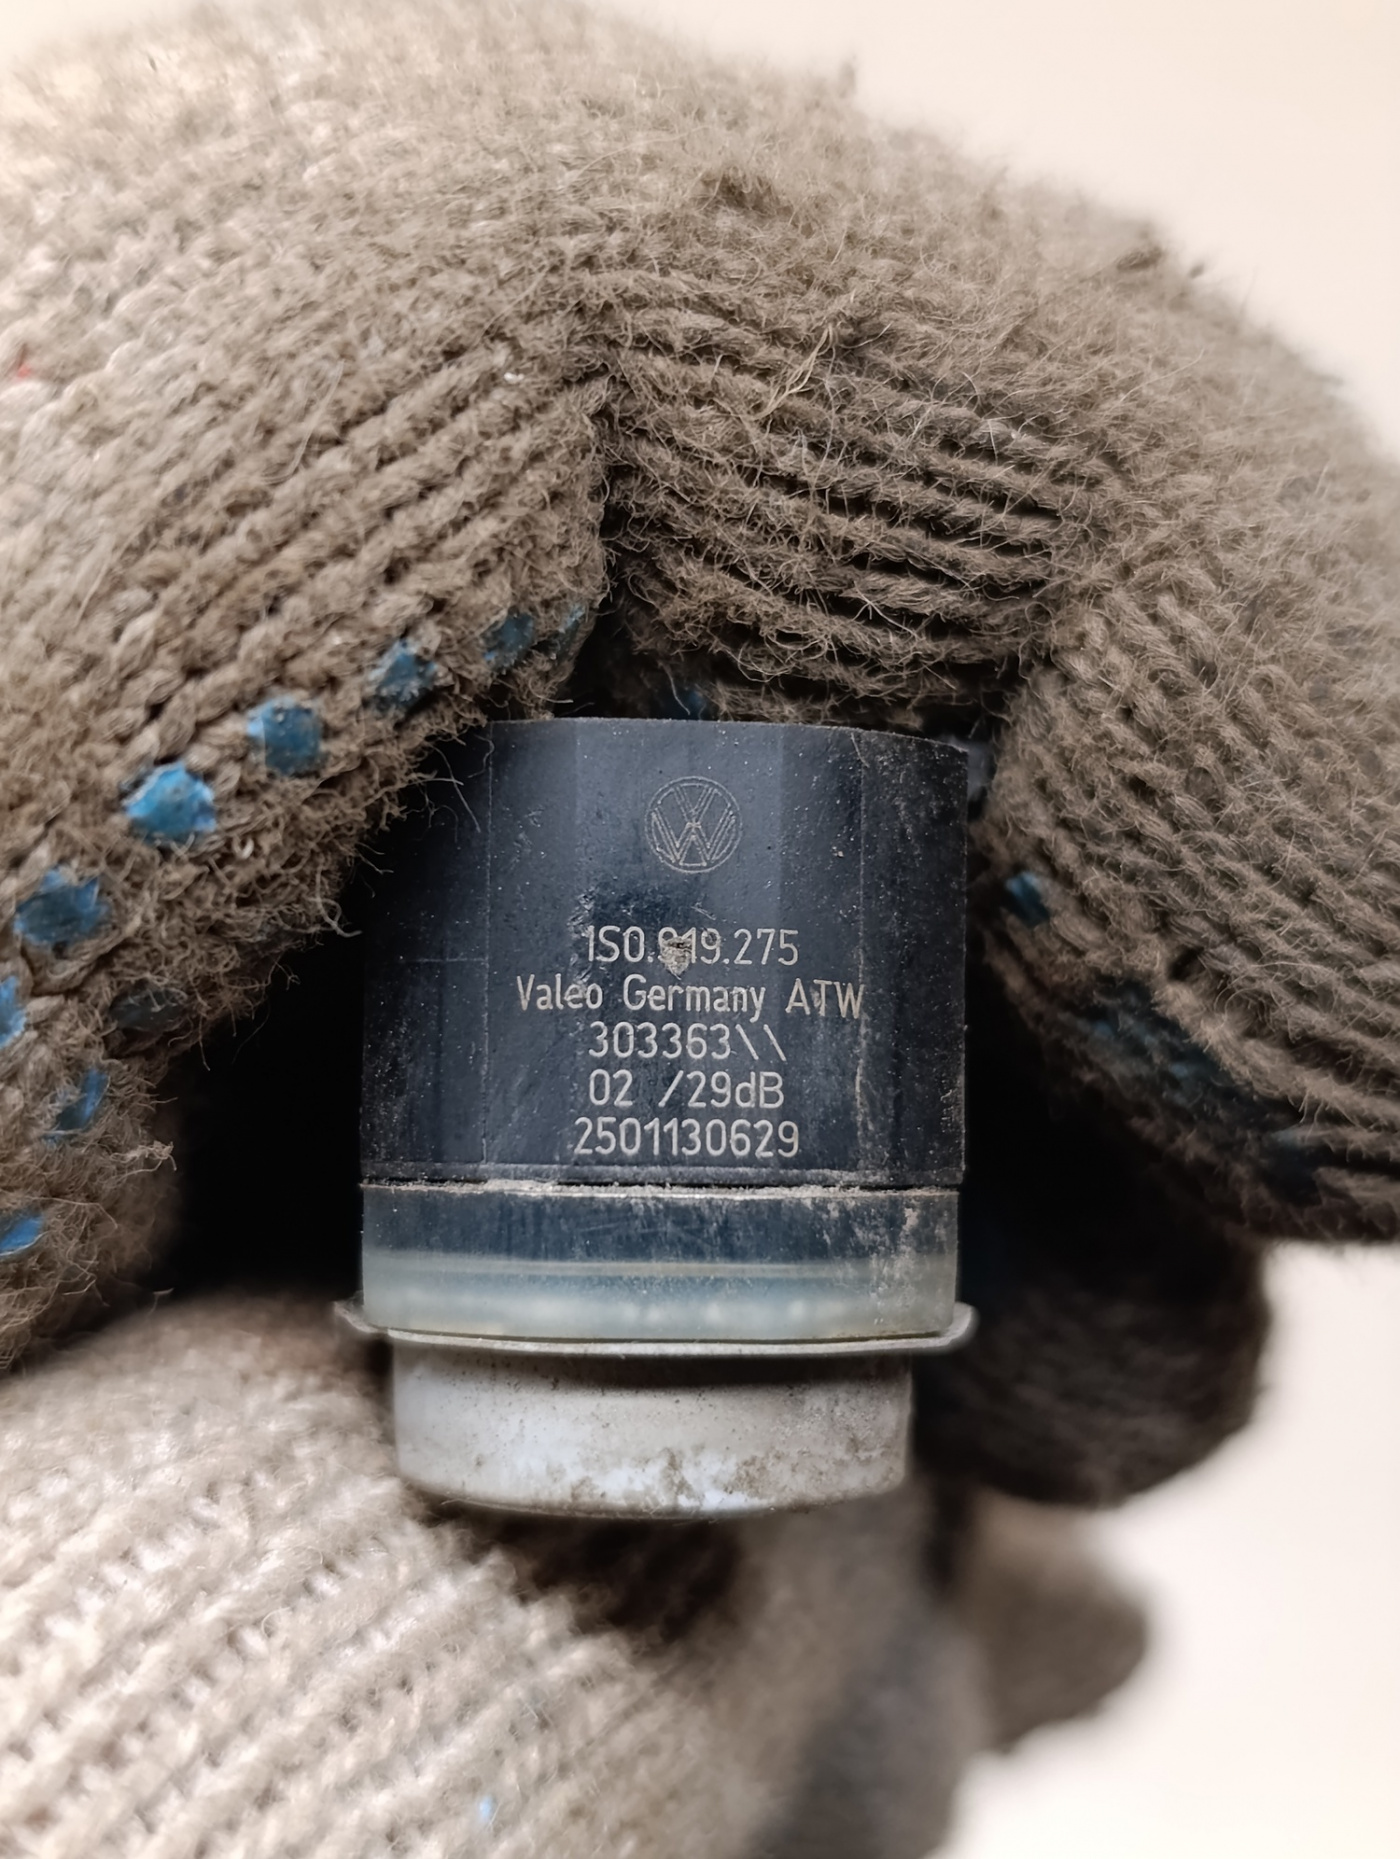 1S0.919.275
Valeo Germany ATW
303363\\
02 /29dB
2501130629